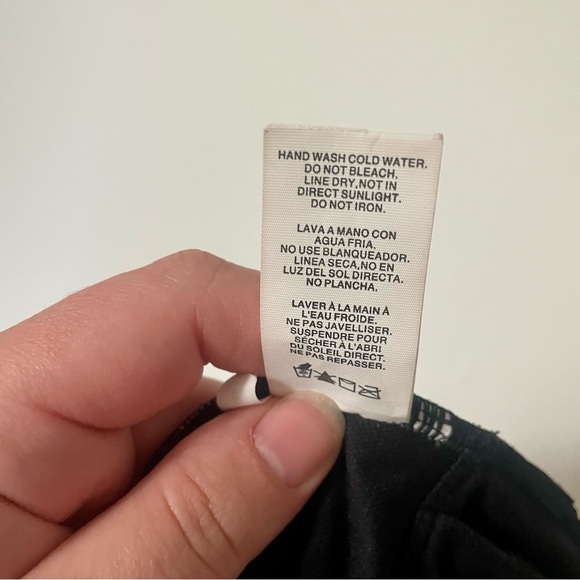 HAND WASH COLD WATER.
DO NOT BLEACH.
LINE DRY,NOT IN
DIRECT SUNLIGHT.
DO NOT IRON.
LAVA A MANO CON
AGUA FRIA.
NO USE BLANQUEADOR.
LINEA SECA,NO EN
LUZ DEL SOL DIRECTA.
NO PLANCHA.
LAVER À LA MAIN À
L'EAU FROIDE.
NE PAS JAVELLISER.
SUSPENDRE POUR
SÉCHER À L'ABRI
DU SOLEIL DIRECT.
NE PAS REPASSER.